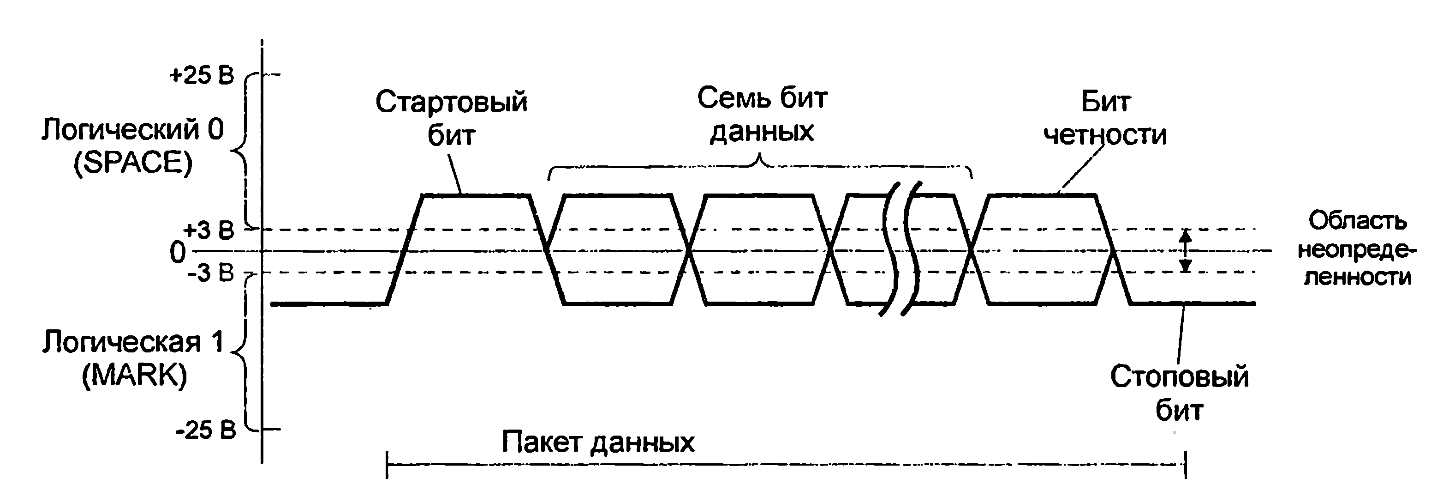 +25 В
Логический 0
(SPACE)
+3 В
0
-3 В
Логическая 1
(MARK)
-25 В
Стартовый
бит
Семь бит
данных
Бит
четности
Область
неопреде-
ленности
Стоповый
бит
Пакет данных